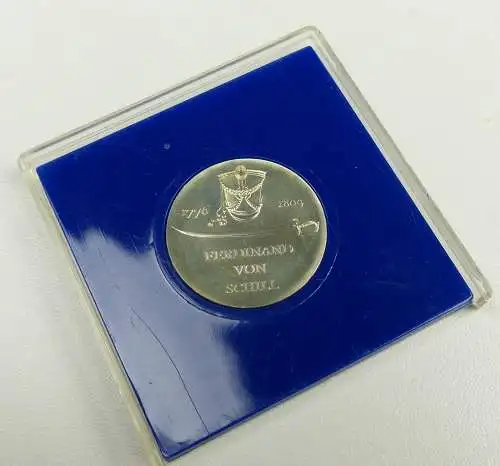 1776 1809
FERDINAND
VON
SCHILL